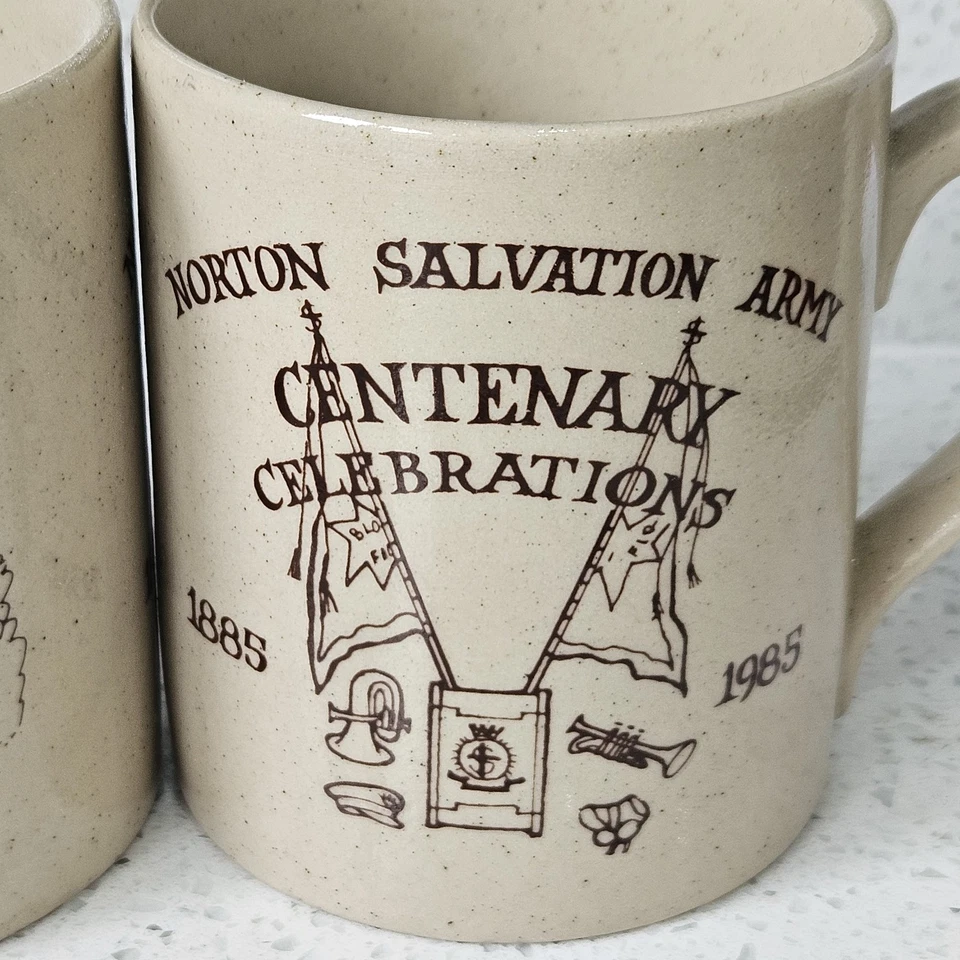 NORTON SALVATION ARMY
CENTENARY
CELEBRATIONS
1885
1985